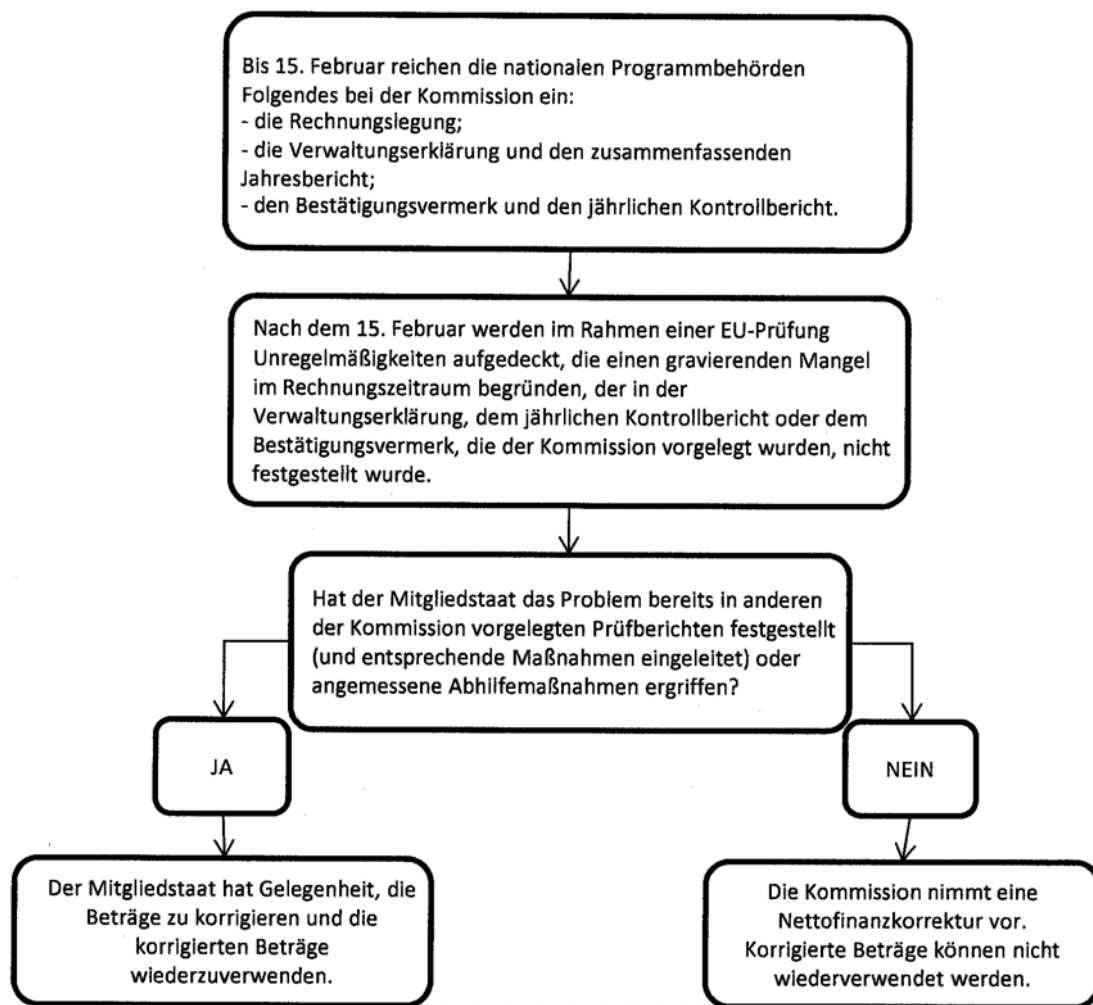 Bis 15. Februar reichen die nationalen Programmbehörden
Folgendes bei der Kommission ein:
- die Rechnungslegung;
- die Verwaltungserklärung und den zusammenfassenden
Jahresbericht;
- den Bestätigungsvermerk und den jährlichen Kontrollbericht.
Nach dem 15. Februar werden im Rahmen einer EU-Prüfung
Unregelmäßigkeiten aufgedeckt, die einen gravierenden Mangel
im Rechnungszeitraum begründen, der in der
Verwaltungserklärung, dem jährlichen Kontrollbericht oder dem
Bestätigungsvermerk, die der Kommission vorgelegt wurden, nicht
festgestellt wurde.
Hat der Mitgliedstaat das Problem bereits in anderen
der Kommission vorgelegten Prüfberichten festgestellt
(und entsprechende Maßnahmen eingeleitet) oder
angemessene Abhilfemaßnahmen ergriffen?
JA
NEIN
Der Mitgliedstaat hat Gelegenheit, die
Beträge zu korrigieren und die
korrigierten Beträge
wiederzuverwenden.
Die Kommission nimmt eine
Nettofinanzkorrektur vor.
Korrigierte Beträge können nicht
wiederverwendet werden.